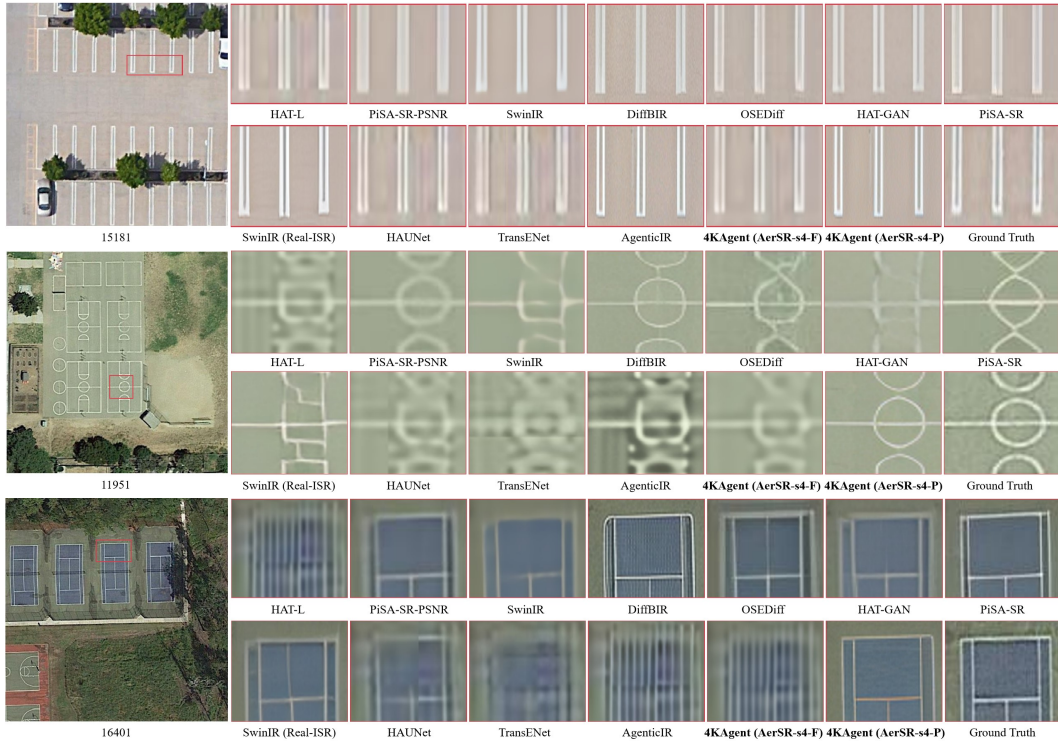 HAT-L PiSA-SR-PSNR SwinIR DiffBIR OSEDiff HAT-GAN PiSA-SR
15181 SwinIR (Real-ISR) HAUNet TransENet AgenticIR 4KAgent (AerSR-s4-F) 4KAgent (AerSR-s4-P) Ground Truth
HAT-L PiSA-SR-PSNR SwinIR DiffBIR OSEDiff HAT-GAN PiSA-SR
11951 SwinIR (Real-ISR) HAUNet TransENet AgenticIR 4KAgent (AerSR-s4-F) 4KAgent (AerSR-s4-P) Ground Truth
HAT-L PiSA-SR-PSNR SwinIR DiffBIR OSEDiff HAT-GAN PiSA-SR
16401 SwinIR (Real-ISR) HAUNet TransENet AgenticIR 4KAgent (AerSR-s4-F) 4KAgent (AerSR-s4-P) Ground Truth